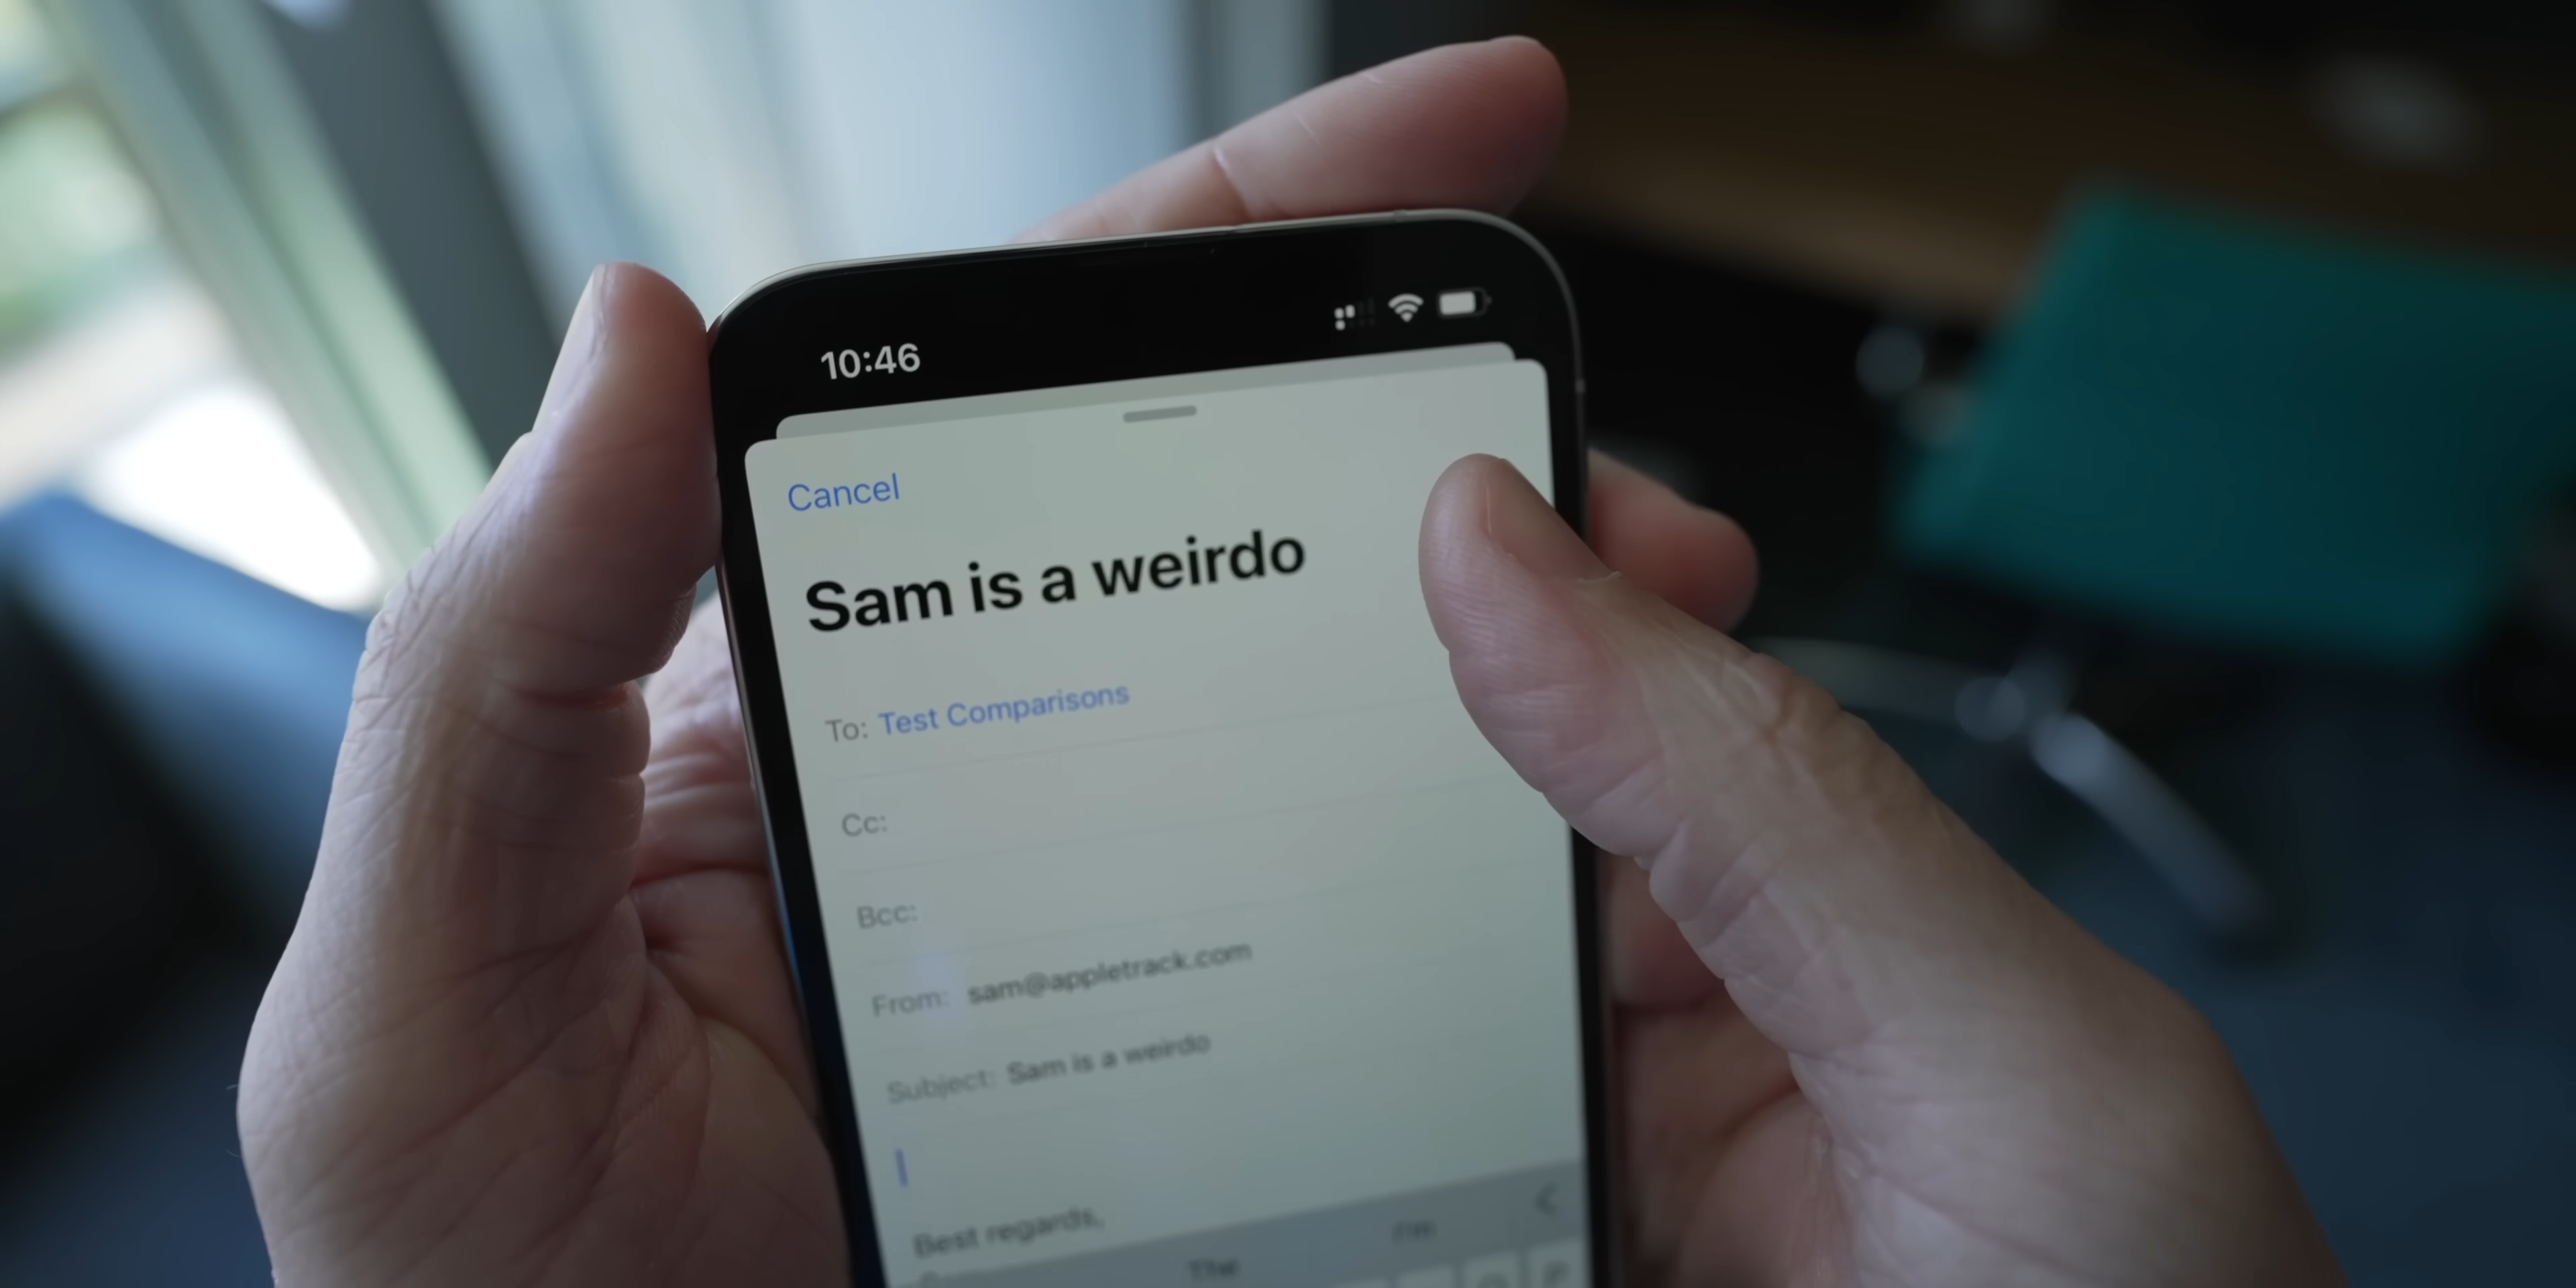 10:46
Cancel
Sam is a weirdo
To: Test Comparisons
Cc:
Bcc:
From: sam@appletrack.com
Subject: Sam is a weirdo
Best regards,
The I'm
O P